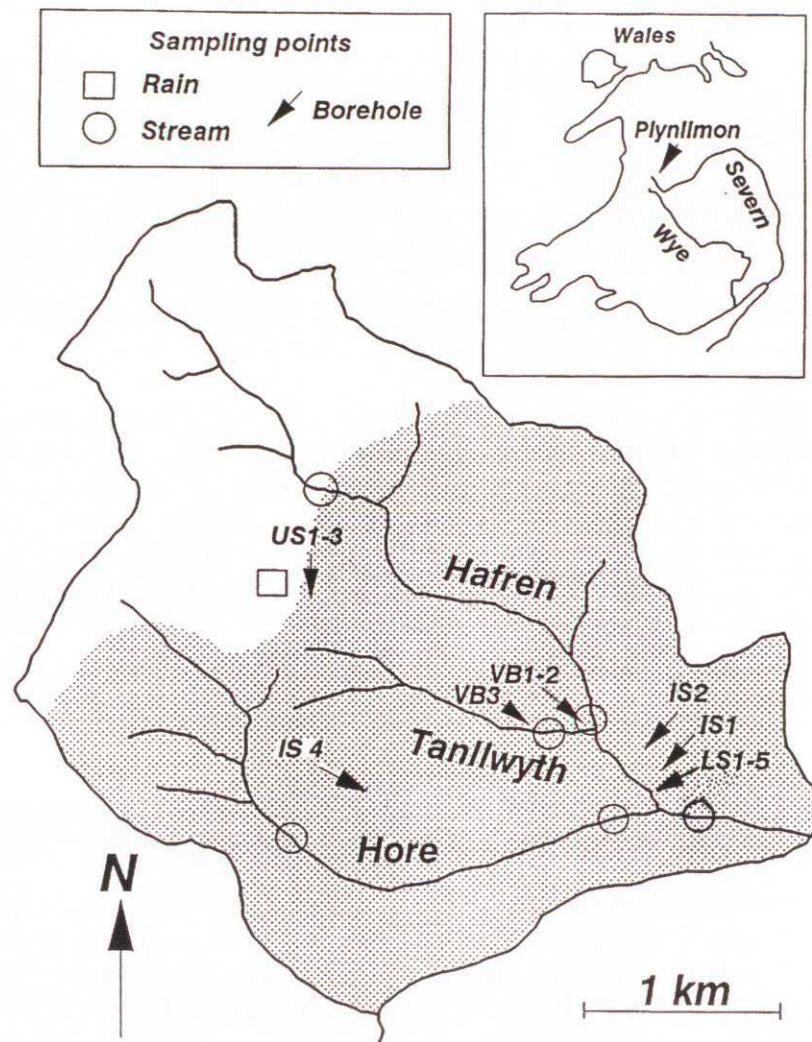 Sampling points
Rain
Stream
Borehole
Wales
Plynlimon
Severn
Wye
US1-3
Hafren
VB1-2
VB3
IS2
IS1
LS1-5
Tanllwyth
IS 4
Hore
N
1 km